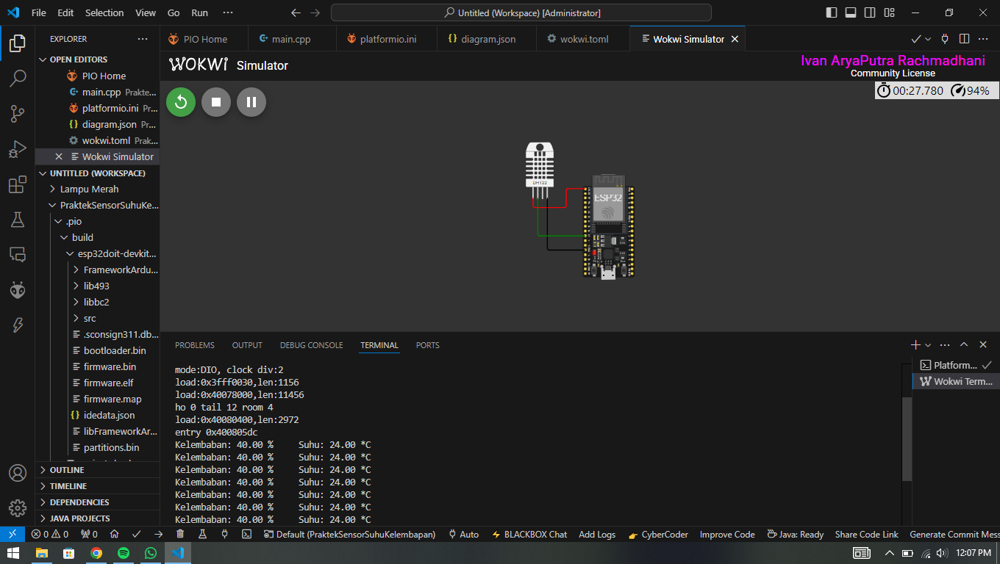 File Edit Selection View Go Run ···
Untitled (Workspace) [Administrator]
EXPLORER
PIO Home
main.cpp
platformio.ini
diagram.json
wokwi.toml
Wokwi Simulator
OPEN EDITORS
PIO Home
main.cpp Prakte...
platformio.ini Pr...
diagram.json Pr...
wokwi.toml Prak...
Wokwi Simulator
UNTITLED (WORKSPACE)
Lampu Merah
PraktekSensorSuhuKe...
.pio
build
esp32doit-devkit...
FrameworkArdu...
lib493
libbc2
src
.sconsign311.db...
bootloader.bin
firmware.bin
firmware.elf
firmware.map
idedata.json
libFrameworkAr...
partitions.bin
OUTLINE
TIMELINE
DEPENDENCIES
JAVA PROJECTS
WOKWI Simulator
Ivan AryaPutra Rachmadhani
Community License
00:27.780 94%
DHT22
ESP32
PROBLEMS OUTPUT DEBUG CONSOLE TERMINAL PORTS
Platform...
Wokwi Term...
mode:DIO, clock div:2
load:0x3fff0030,len:1156
load:0x40078000,len:11456
ho 0 tail 12 room 4
load:0x40080400,len:2972
entry 0x400805dc
Kelembaban: 40.00 % Suhu: 24.00 *C
Kelembaban: 40.00 % Suhu: 24.00 *C
Kelembaban: 40.00 % Suhu: 24.00 *C
Kelembaban: 40.00 % Suhu: 24.00 *C
Kelembaban: 40.00 % Suhu: 24.00 *C
Kelembaban: 40.00 % Suhu: 24.00 *C
Kelembaban: 40.00 % Suhu: 24.00 *C
0 0 0 Default (PraktekSensorSuhuKelembapan) Auto BLACKBOX Chat Add Logs CyberCoder Improve Code Java: Ready Share Code Link Generate Commit Mess
12:07 PM